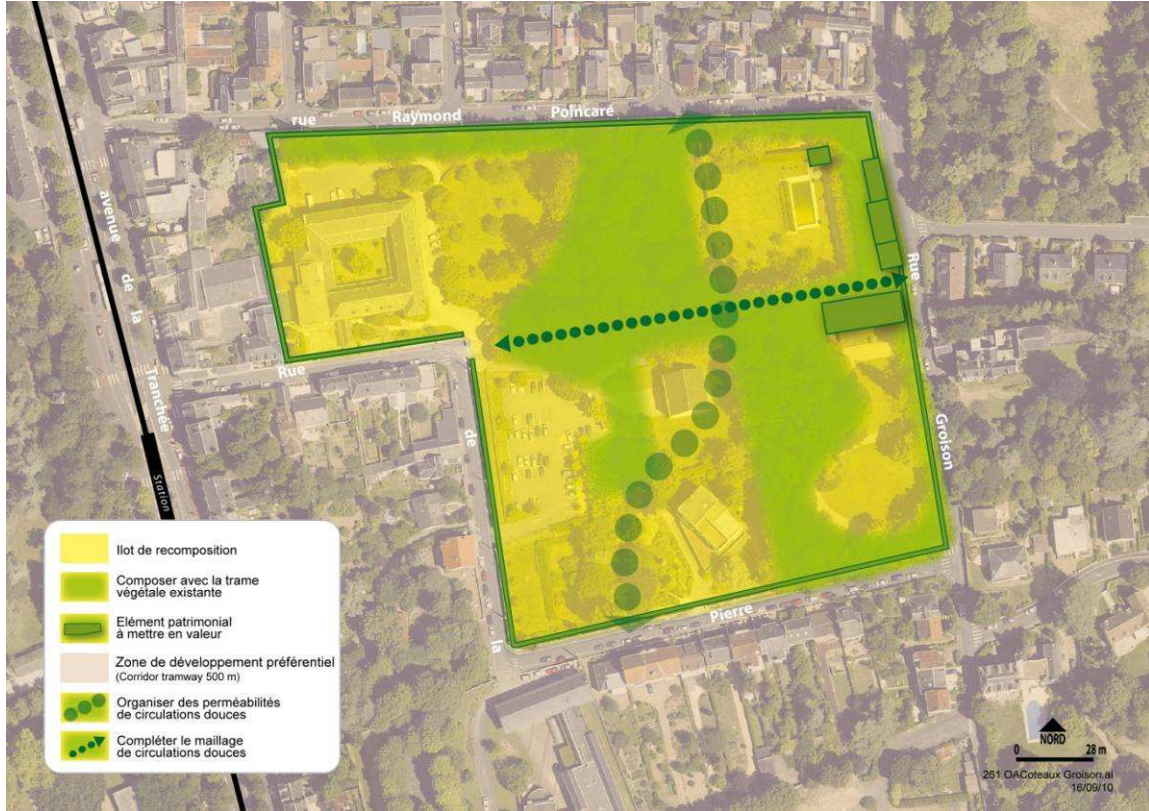 rue Raymond Poincaré
avenue de la Tranchée
Station
Rue de la Pierre
Rue Groison
Ilot de recomposition
Composer avec la trame
végétale existante
Elément patrimonial
à mettre en valeur
Zone de développement préférentiel
(Corridor tramway 500 m)
Organiser des perméabilités
de circulations douces
Compléter le maillage
de circulations douces
NORD
0 28 m
261 OACoteaux Groison.ai
16/09/10